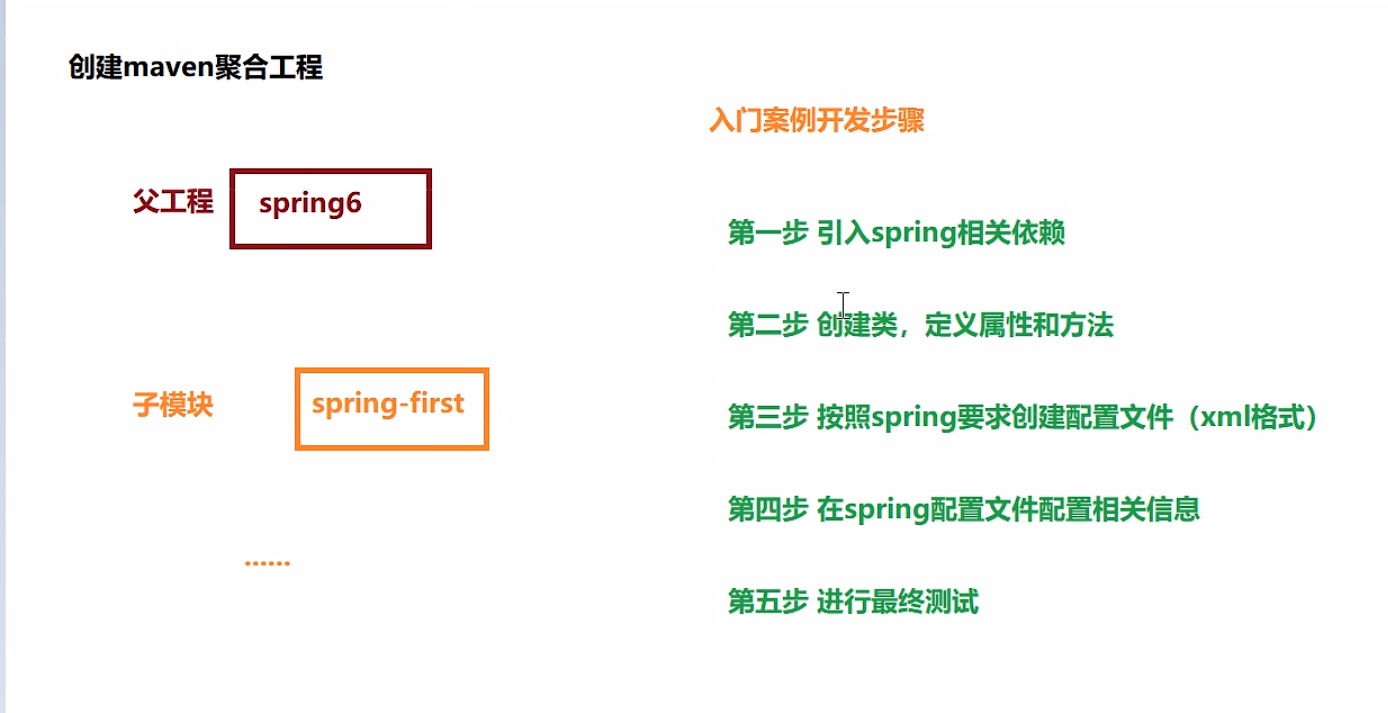 创建maven聚合工程
父工程
spring6
子模块
spring-first
......
入门案例开发步骤
第一步 引入spring相关依赖
第二步 创建类，定义属性和方法
第三步 按照spring要求创建配置文件（xml格式）
第四步 在spring配置文件配置相关信息
第五步 进行最终测试